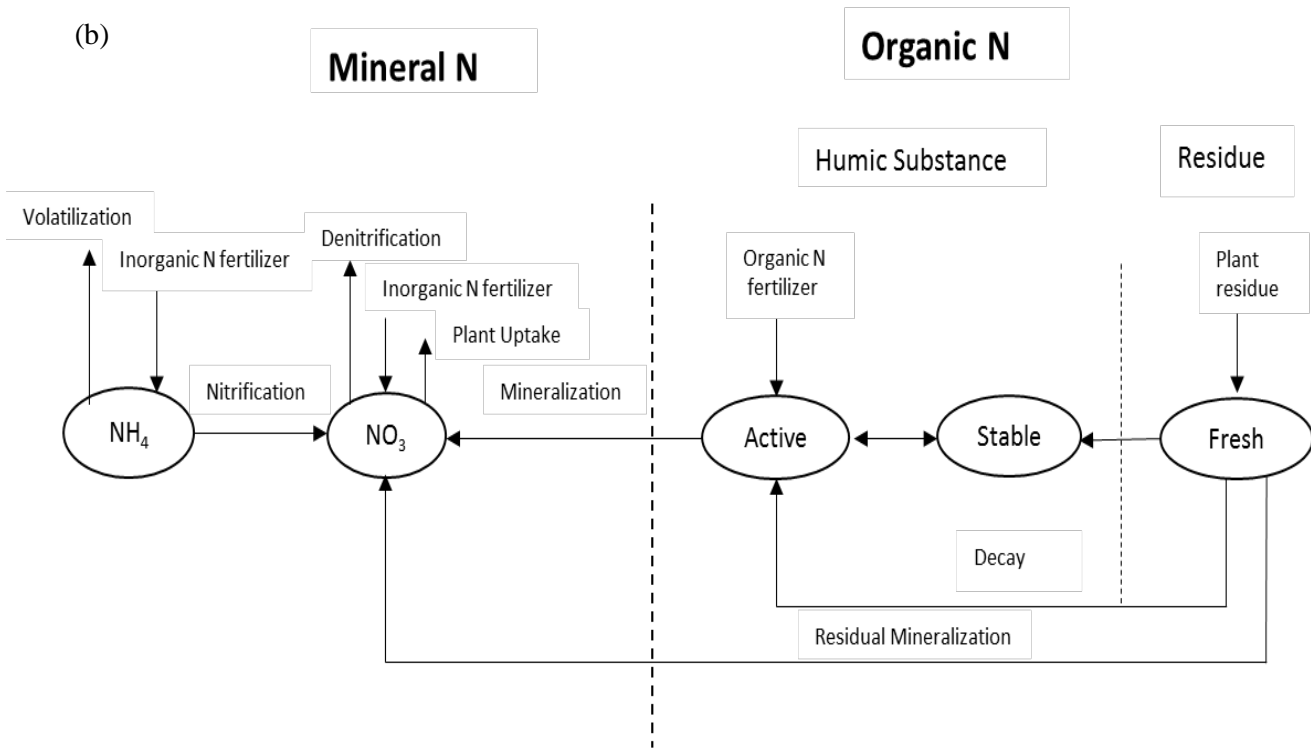 (b)
Mineral N
Organic N
Humic Substance
Residue
Volatilization
Inorganic N fertilizer
Denitrification
Inorganic N fertilizer
Plant Uptake
Organic N
fertilizer
Plant
residue
Nitrification
Mineralization
NH₄
NO₃
Active
Stable
Fresh
Decay
Residual Mineralization